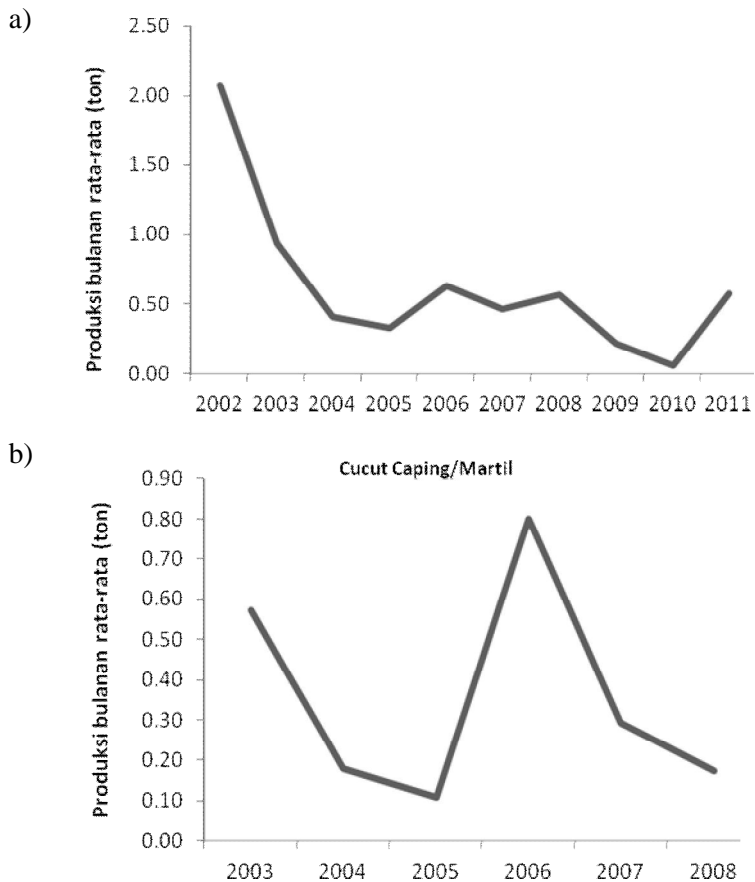 a)
Produksi bulanan rata-rata (ton)
2.50
2.00
1.50
1.00
0.50
0.00
2002 2003 2004 2005 2006 2007 2008 2009 2010 2011
b)
Cucut Caping/Martil
Produksi bulanan rata-rata (ton)
0.90
0.80
0.70
0.60
0.50
0.40
0.30
0.20
0.10
0.00
2003 2004 2005 2006 2007 2008